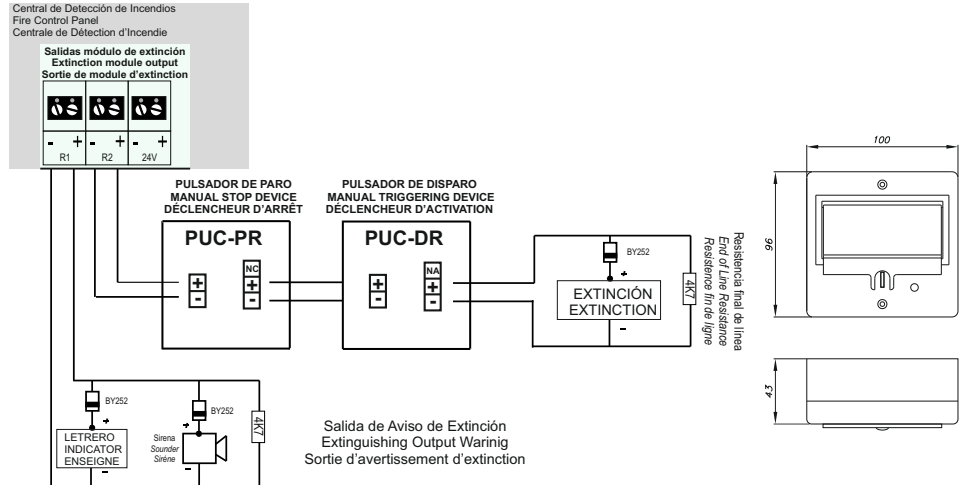 Central de Detección de Incendios
Fire Control Panel
Centrale de Détection d'Incendie
Salidas módulo de extinción
Extinction module output
Sortie de module d'extinction
- + - + - +
R1 R2 24V
PULSADOR DE PARO
MANUAL STOP DEVICE
DÉCLENCHEUR D'ARRÊT
PUC-PR
+
-
NC
+
-
PULSADOR DE DISPARO
MANUAL TRIGGERING DEVICE
DÉCLENCHEUR D'ACTIVATION
PUC-DR
+
-
NA
+
-
BY252
+
EXTINCIÓN
EXTINCTION
-
4K7
Resistencia final de línea
End of Line Resistance
Resistence fin de ligne
100
96
43
BY252
+
LETRERO
INDICATOR
ENSEIGNE
-
BY252
+
Sirena
Sounder
Sirène
-
4K7
Salida de Aviso de Extinción
Extinguishing Output Warinig
Sortie d'avertissement d'extinction